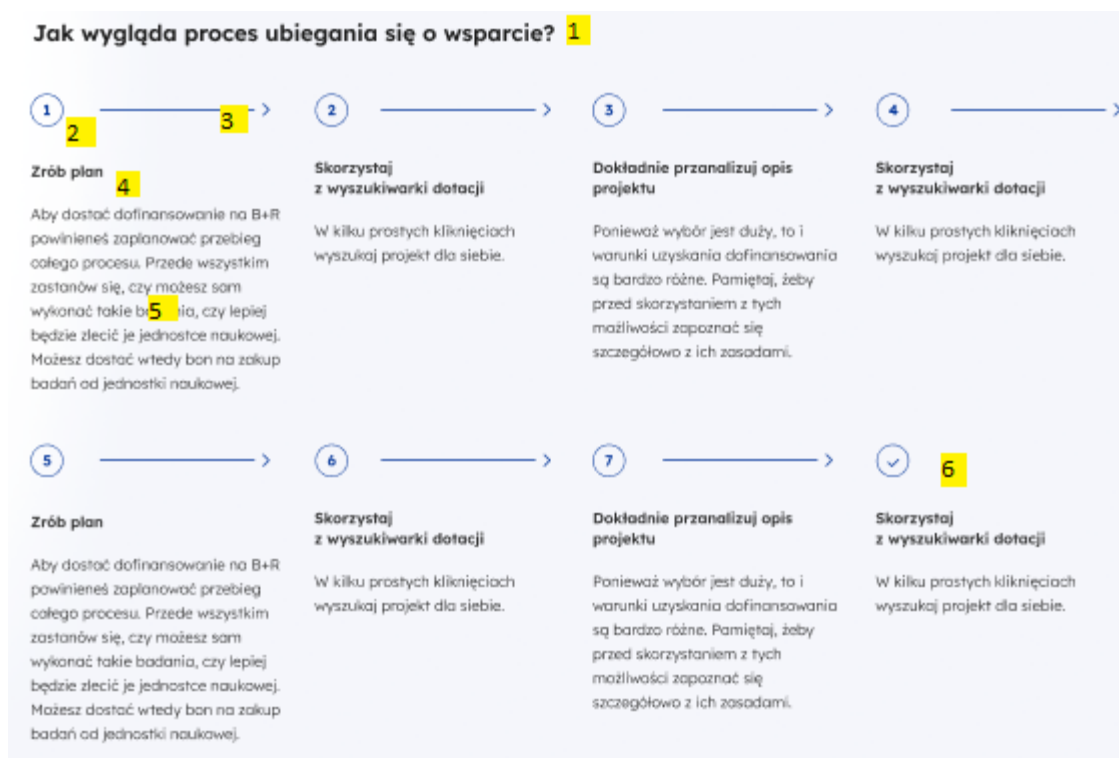 Jak wygląda proces ubiegania się o wsparcie? 1
1 2 3 4
2 3
Zrób plan
4
Aby dostać dofinansowanie na B+R
powinieneś zaplanować przebieg
całego procesu. Przede wszystkim
zastanów się, czy możesz sam
wykonać takie 5 czy lepiej
będzie zlecić je jednostce naukowej.
Możesz dostać wtedy bon na zakup
badań od jednostki naukowej.
Skorzystaj
z wyszukiwarki dotacji
W kilku prostych kliknięciach
wyszukaj projekt dla siebie.
Dokładnie przanalizuj opis
projektu
Ponieważ wybór jest duży, to i
warunki uzyskania dofinansowania
są bardzo różne. Pamiętaj, żeby
przed skorzystaniem z tych
możliwości zapoznać się
szczegółowo z ich zasadami.
Skorzystaj
z wyszukiwarki dotacji
W kilku prostych kliknięciach
wyszukaj projekt dla siebie.
5 6 7 6
Zrób plan
Aby dostać dofinansowanie na B+R
powinieneś zaplanować przebieg
całego procesu. Przede wszystkim
zastanów się, czy możesz sam
wykonać takie badania, czy lepiej
będzie zlecić je jednostce naukowej.
Możesz dostać wtedy bon na zakup
badań od jednostki naukowej.
Skorzystaj
z wyszukiwarki dotacji
W kilku prostych kliknięciach
wyszukaj projekt dla siebie.
Dokładnie przanalizuj opis
projektu
Ponieważ wybór jest duży, to i
warunki uzyskania dofinansowania
są bardzo różne. Pamiętaj, żeby
przed skorzystaniem z tych
możliwości zapoznać się
szczegółowo z ich zasadami.
Skorzystaj
z wyszukiwarki dotacji
W kilku prostych kliknięciach
wyszukaj projekt dla siebie.